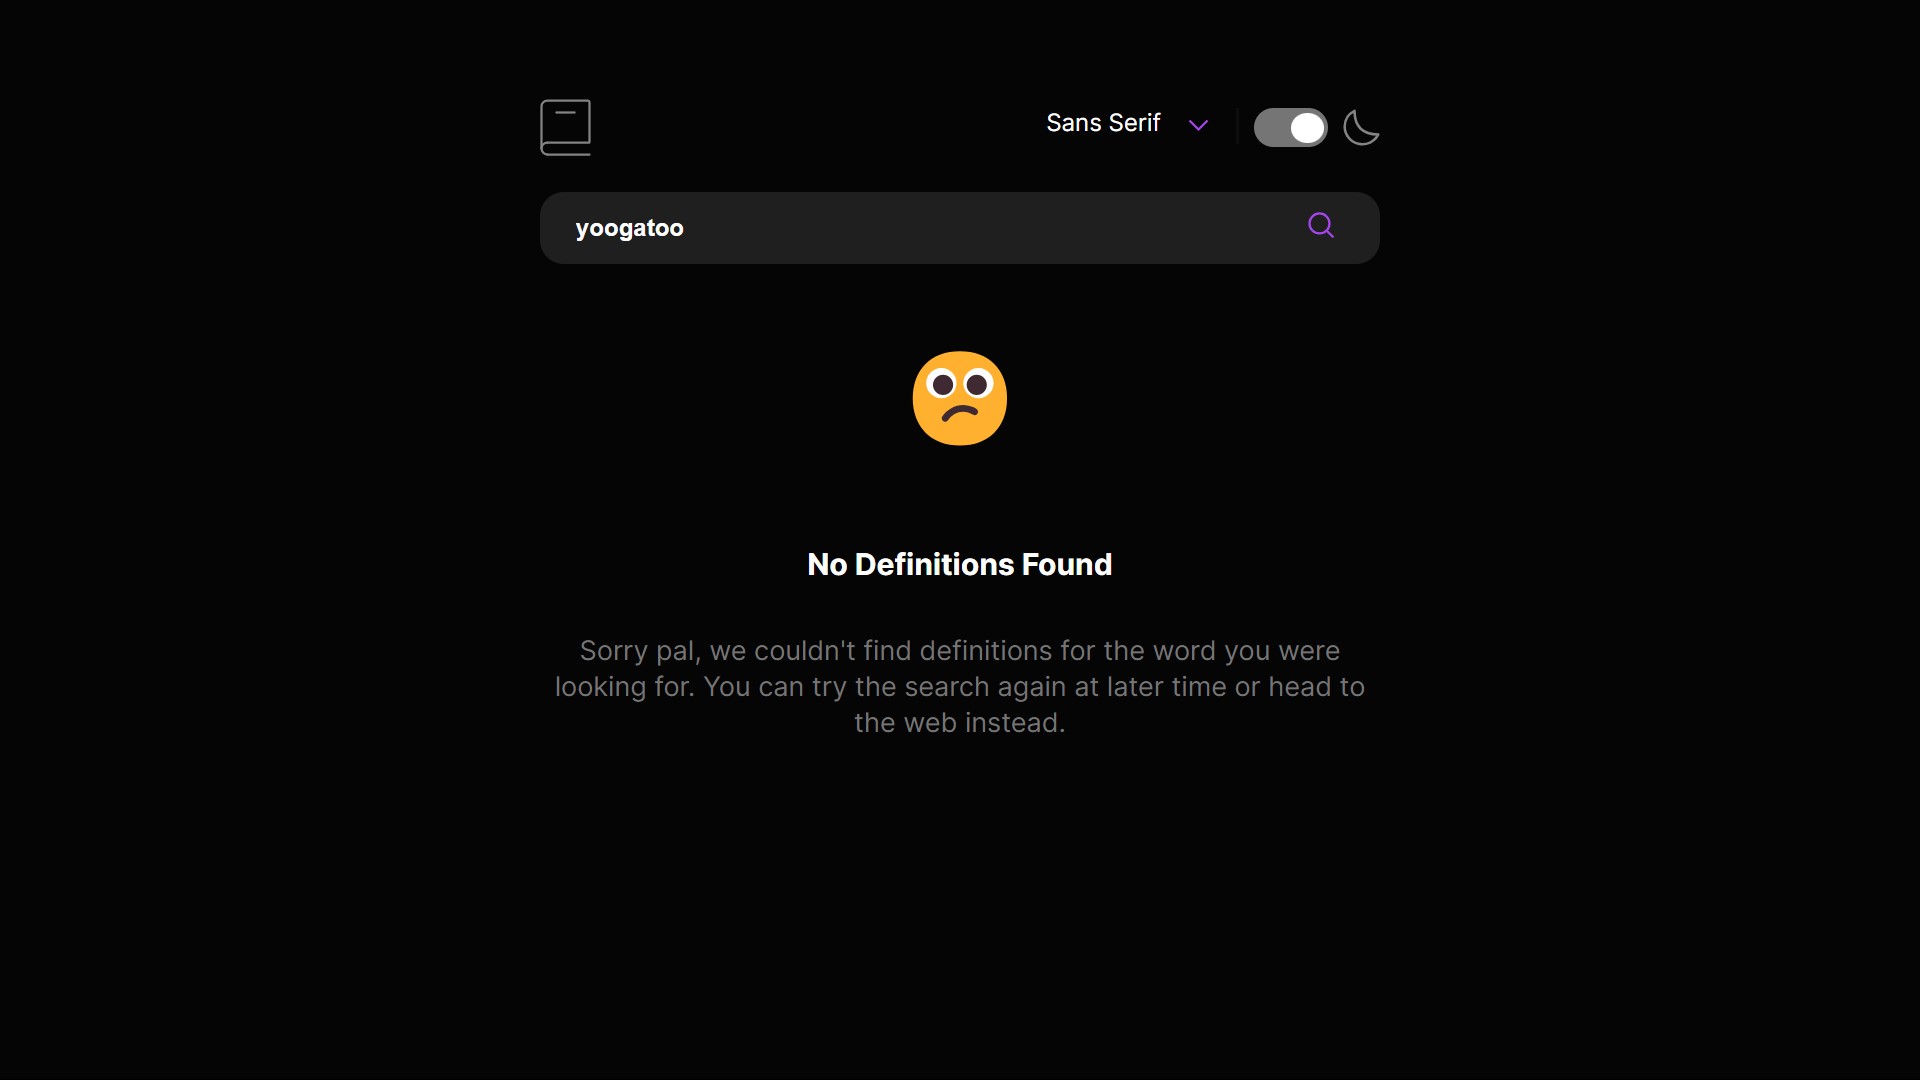 Sans Serif
yoogatoo
No Definitions Found
Sorry pal, we couldn't find definitions for the word you were
looking for. You can try the search again at later time or head to
the web instead.